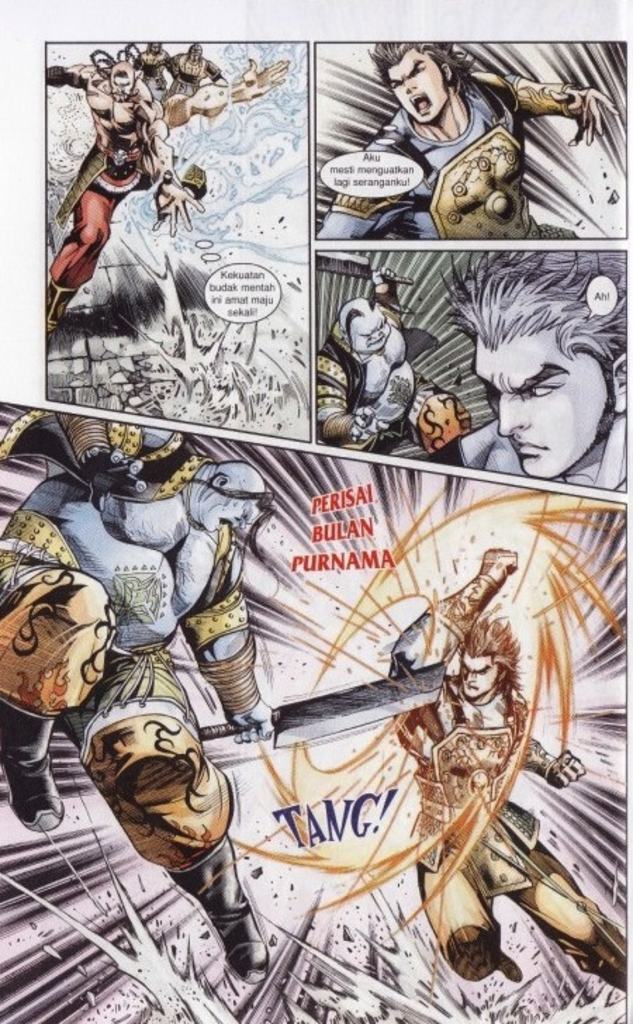 Kekuatan
budak mentah
ini amat maju
sekali!
Aku
mesti menguatkan
lagi seranganku!
Ah!
PERISAI
BULAN
PURNAMA
TANG!